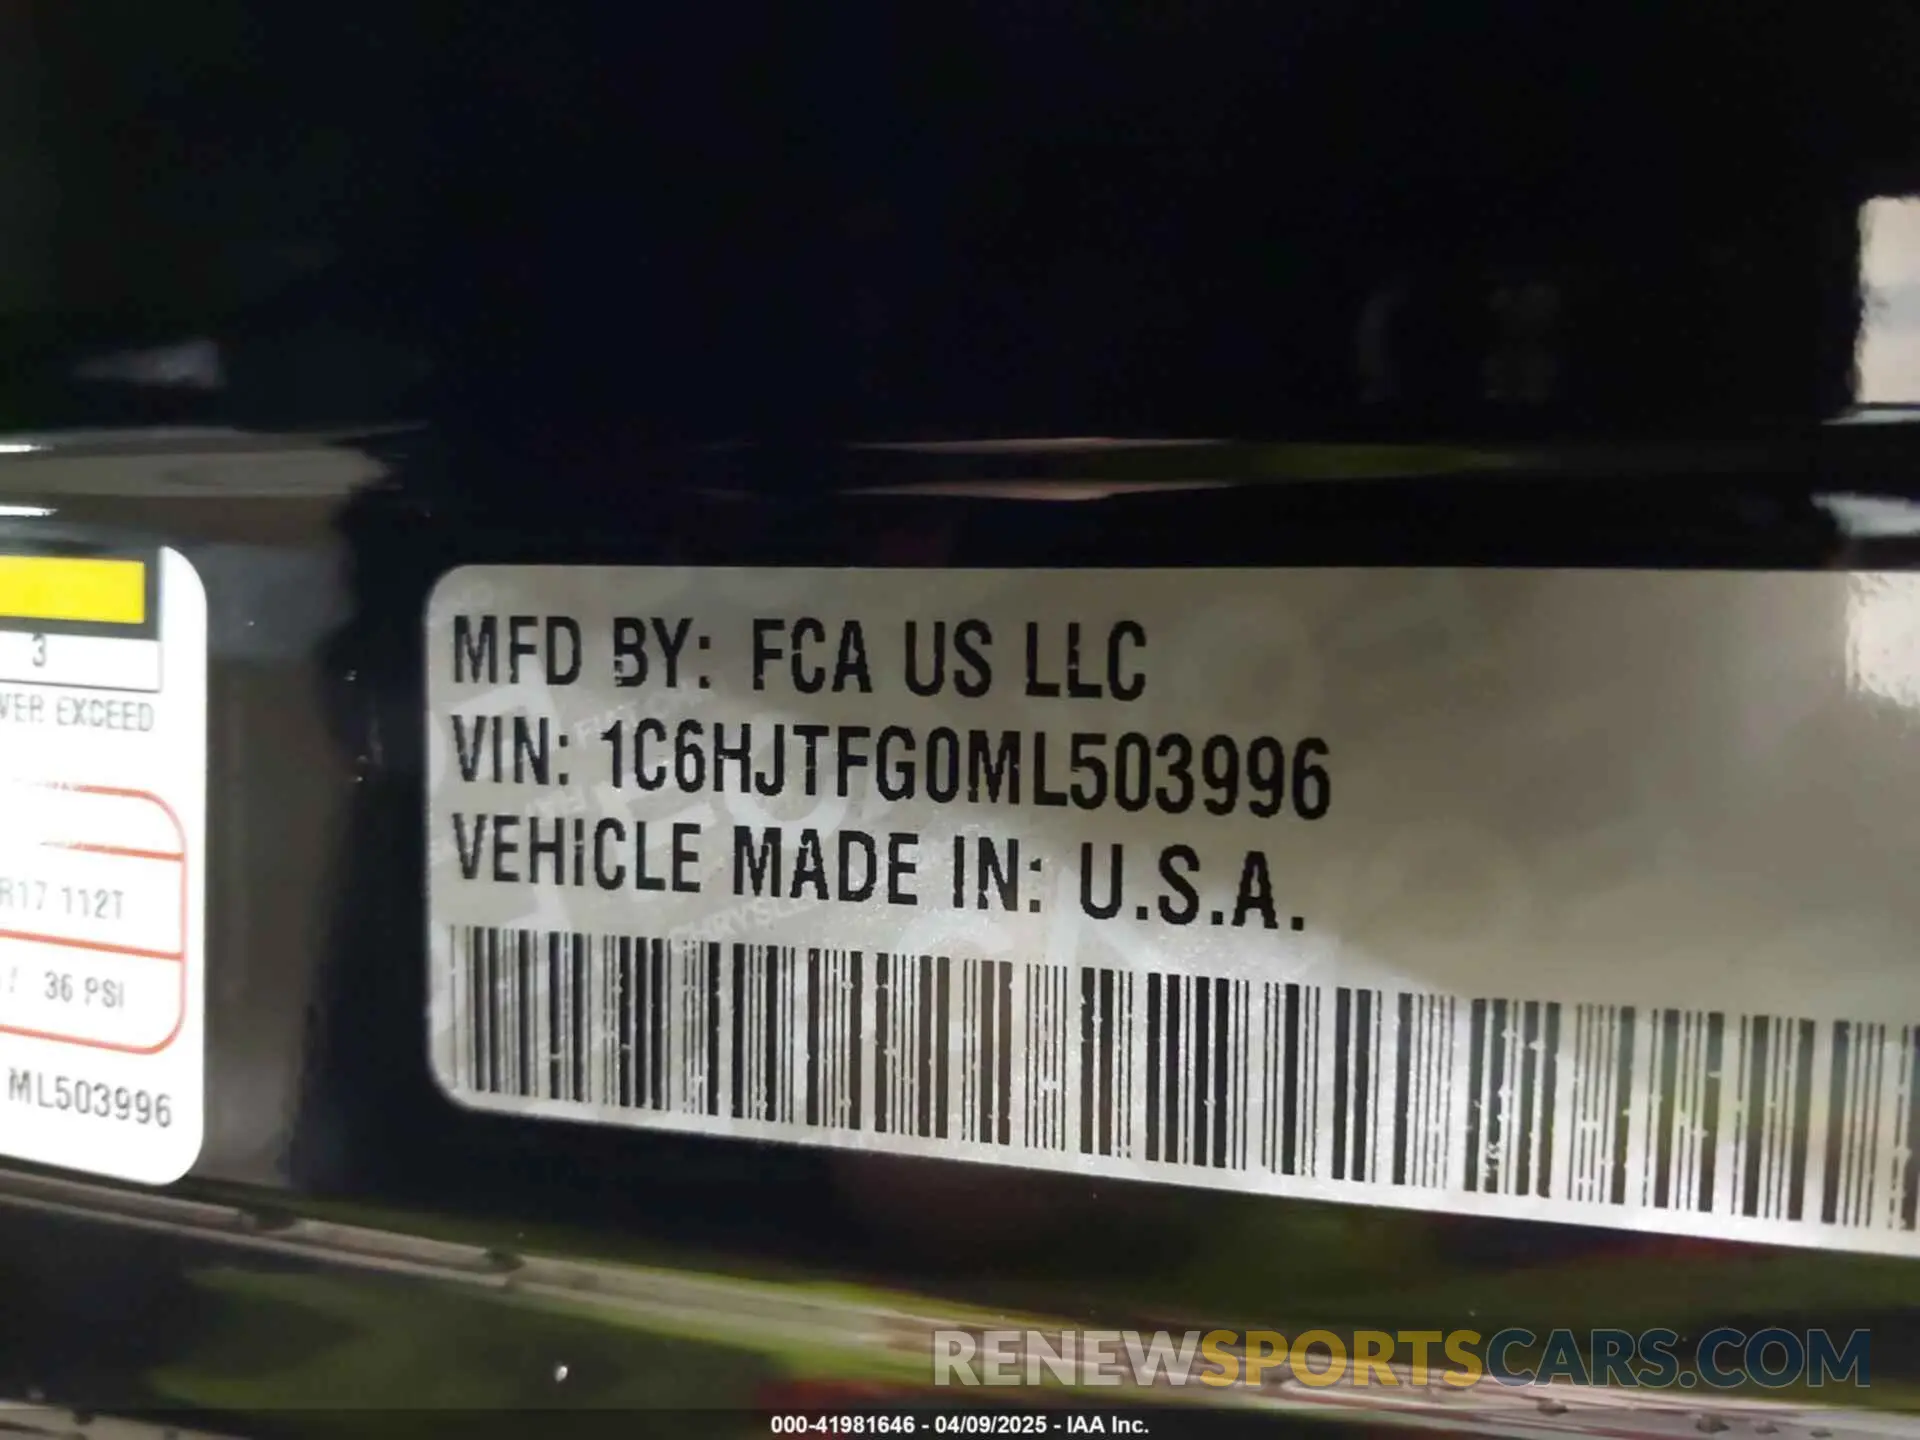 MFD BY: FCA US LLC
VIN: 1C6HJTFG0ML503996
VEHICLE MADE IN: U.S.A.
3
VER EXCEED
R17 112T
36 PSI
ML503996
RENEWSPORTSCARS.COM
000-41981646 - 04/09/2025 - IAA Inc.